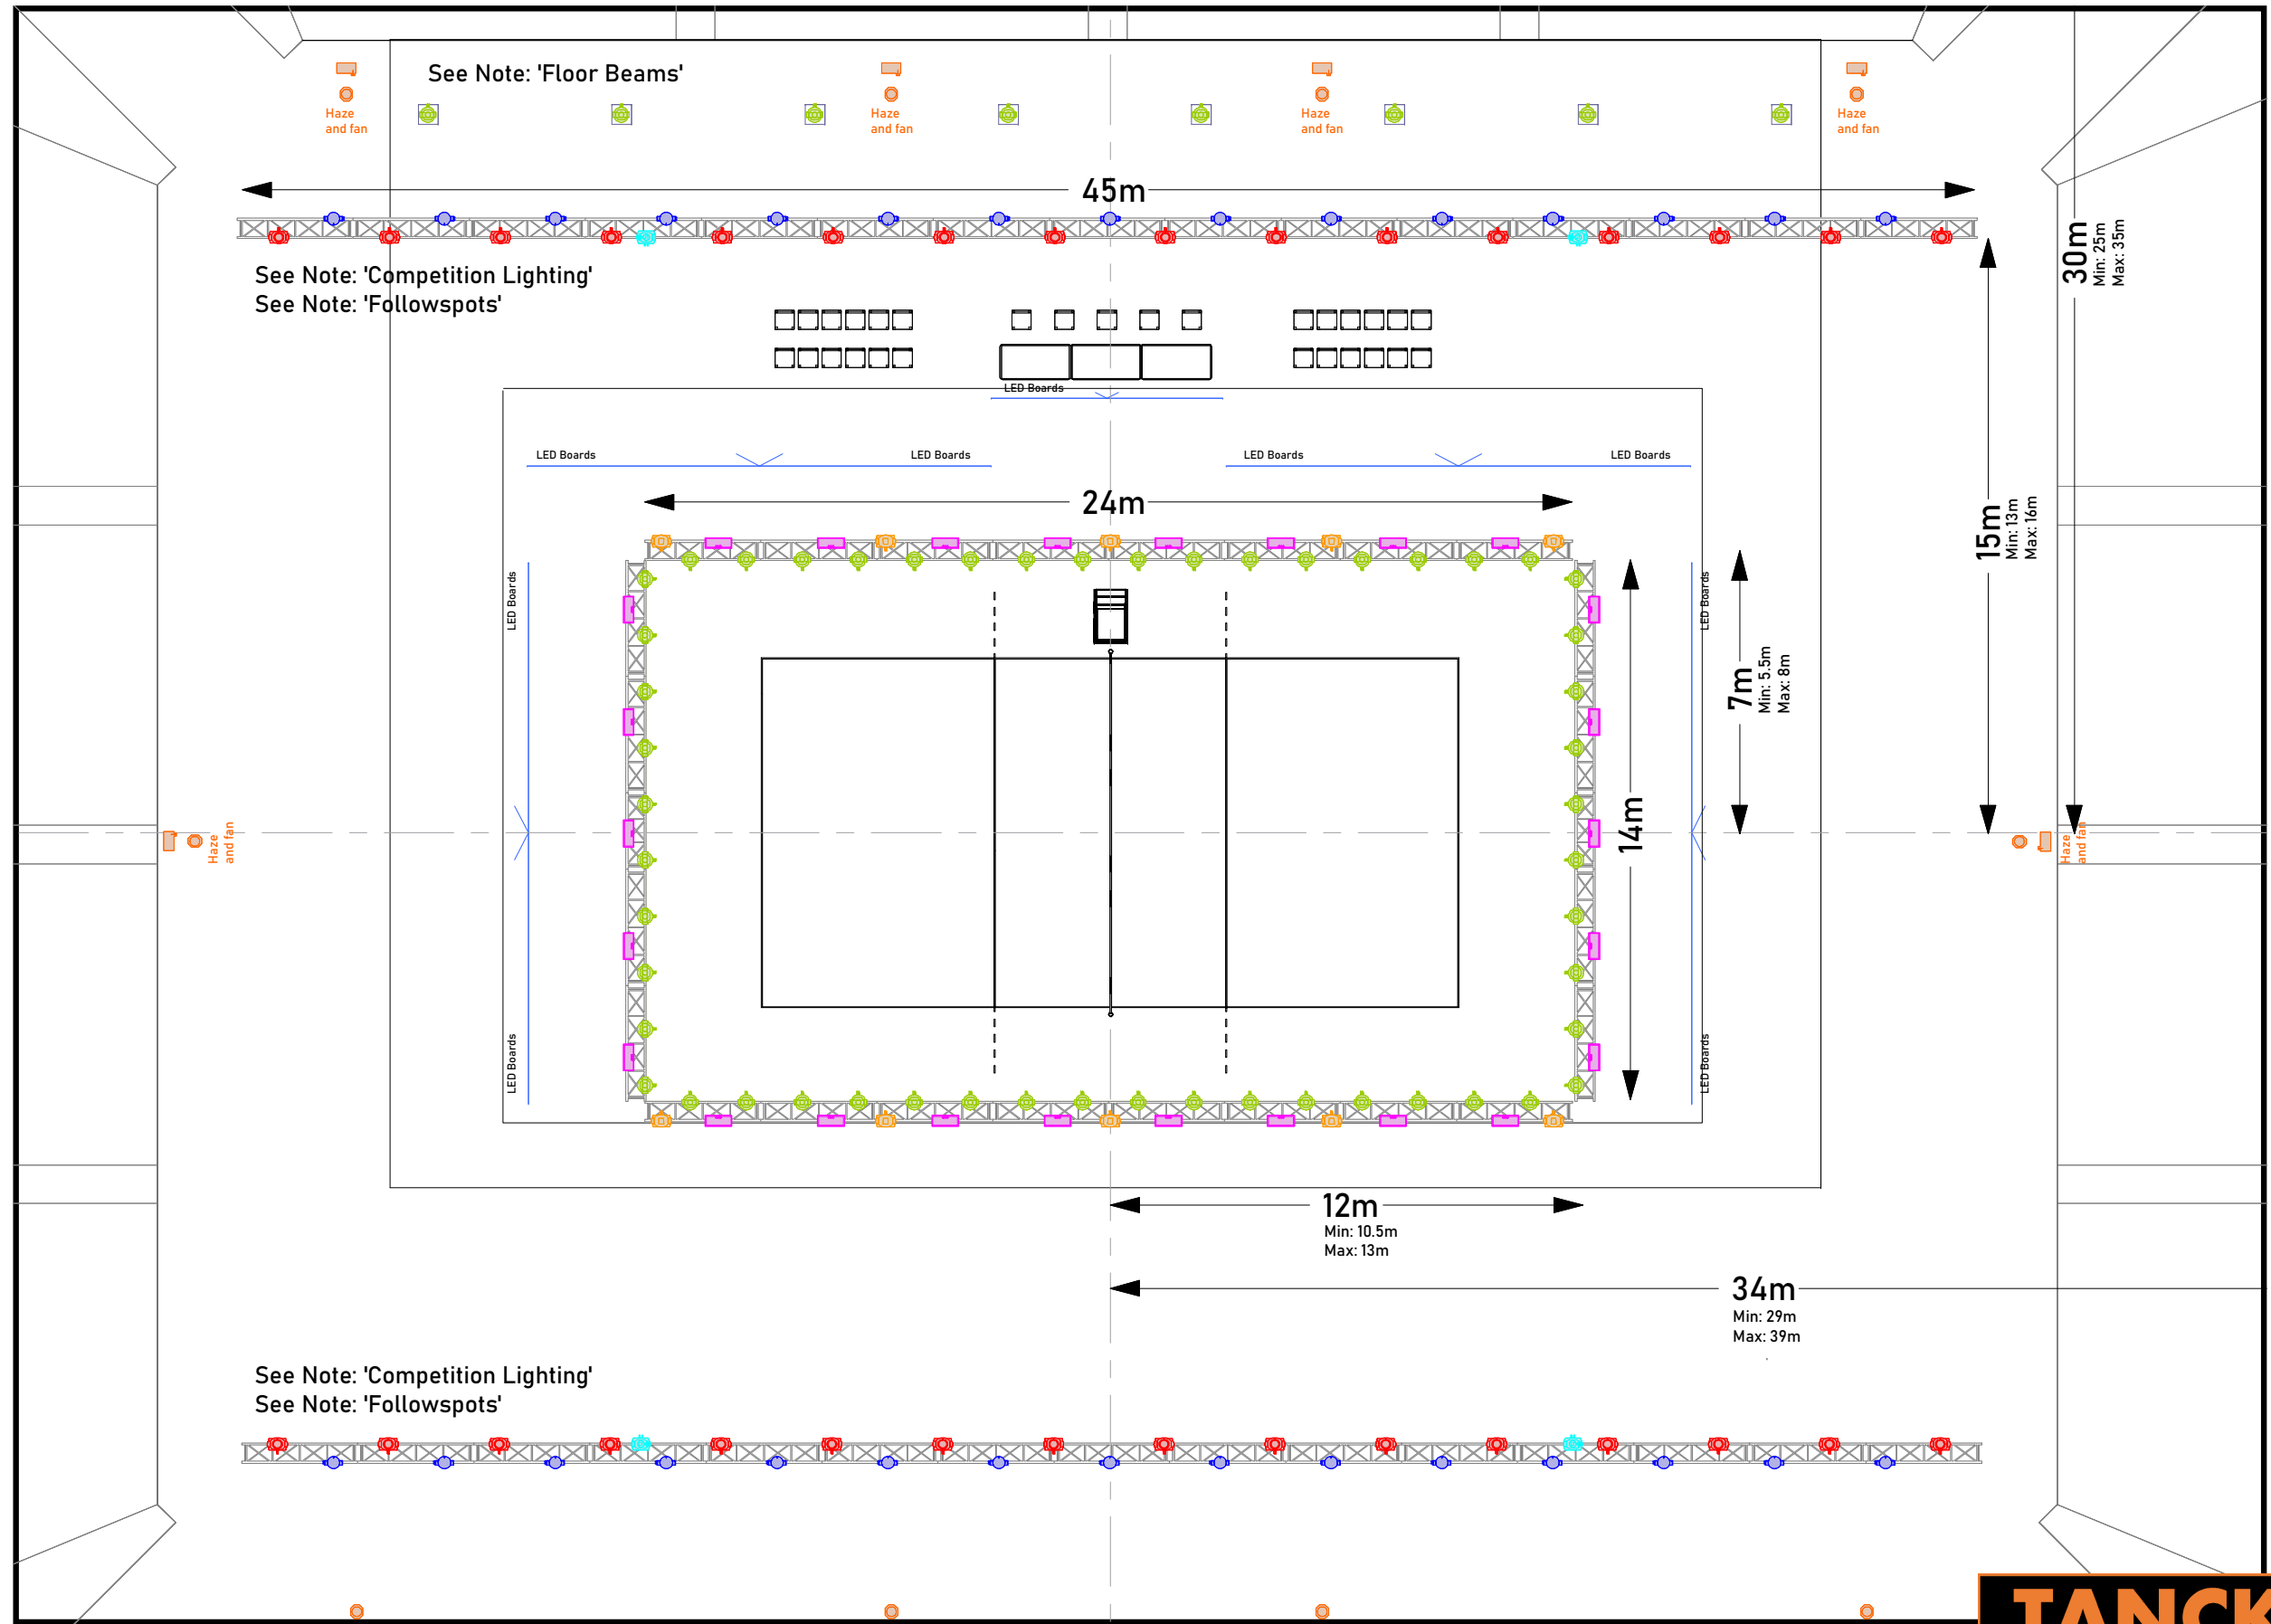 See Note: 'Floor Beams'
Haze
and fan
Haze
and fan
Haze
and fan
Haze
and fan
45m
30m
Min: 25m
Max: 35m
See Note: 'Competition Lighting'
See Note: 'Followspots'
LED Boards
LED Boards
LED Boards
LED Boards
LED Boards
24m
15m
Min: 13m
Max: 16m
LED Boards
LED Boards
7m
Min: 5.5m
Max: 8m
14m
Haze
and fan
Haze
and fan
LED Boards
LED Boards
12m
Min: 10.5m
Max: 13m
34m
Min: 29m
Max: 39m
See Note: 'Competition Lighting'
See Note: 'Followspots'